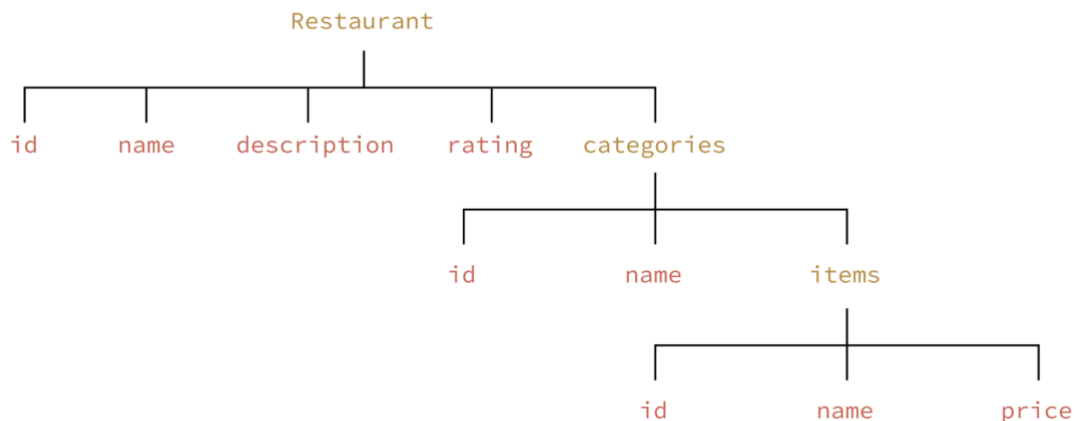 Restaurant
id name description rating categories
id name items
id name price